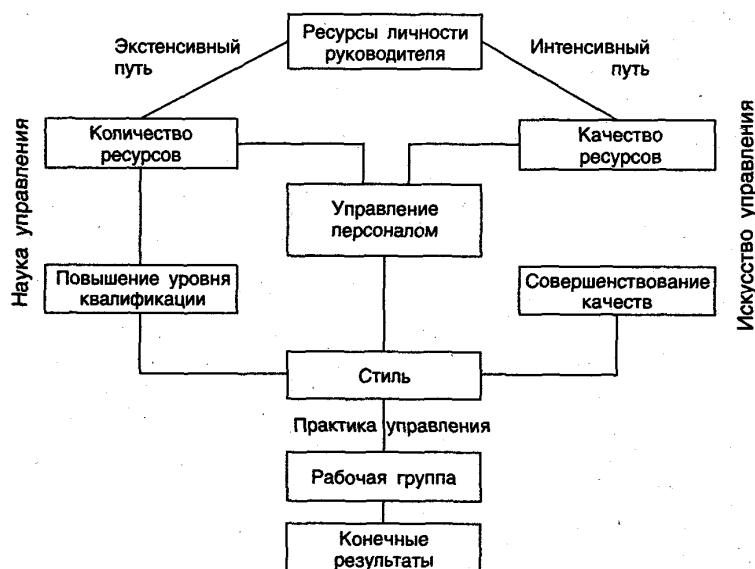 Ресурсы личности
руководителя
Экстенсивный
путь
Интенсивный
путь
Количество
ресурсов
Качество
ресурсов
Наука управления
Искусство управления
Управление
персоналом
Повышение уровня
квалификации
Совершенствование
качеств
Стиль
Практика управления
Рабочая группа
Конечные
результаты